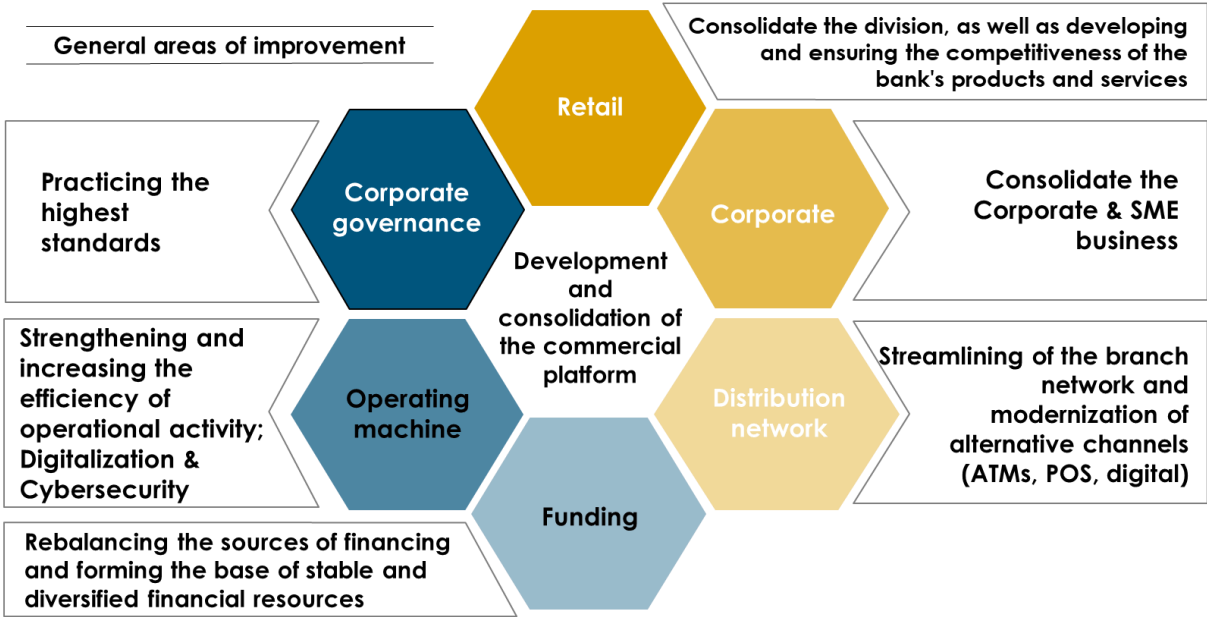 General areas of improvement
Retail
Consolidate the division, as well as developing
and ensuring the competitiveness of the
bank's products and services
Practicing the
highest
standards
Corporate
governance
Corporate
Consolidate the
Corporate & SME
business
Development
and
consolidation of
the commercial
platform
Strengthening and
increasing the
efficiency of
operational activity;
Digitalization &
Cybersecurity
Operating
machine
Distribution
network
Streamlining of the branch
network and
modernization of
alternative channels
(ATMs, POS, digital)
Funding
Rebalancing the sources of financing
and forming the base of stable and
diversified financial resources